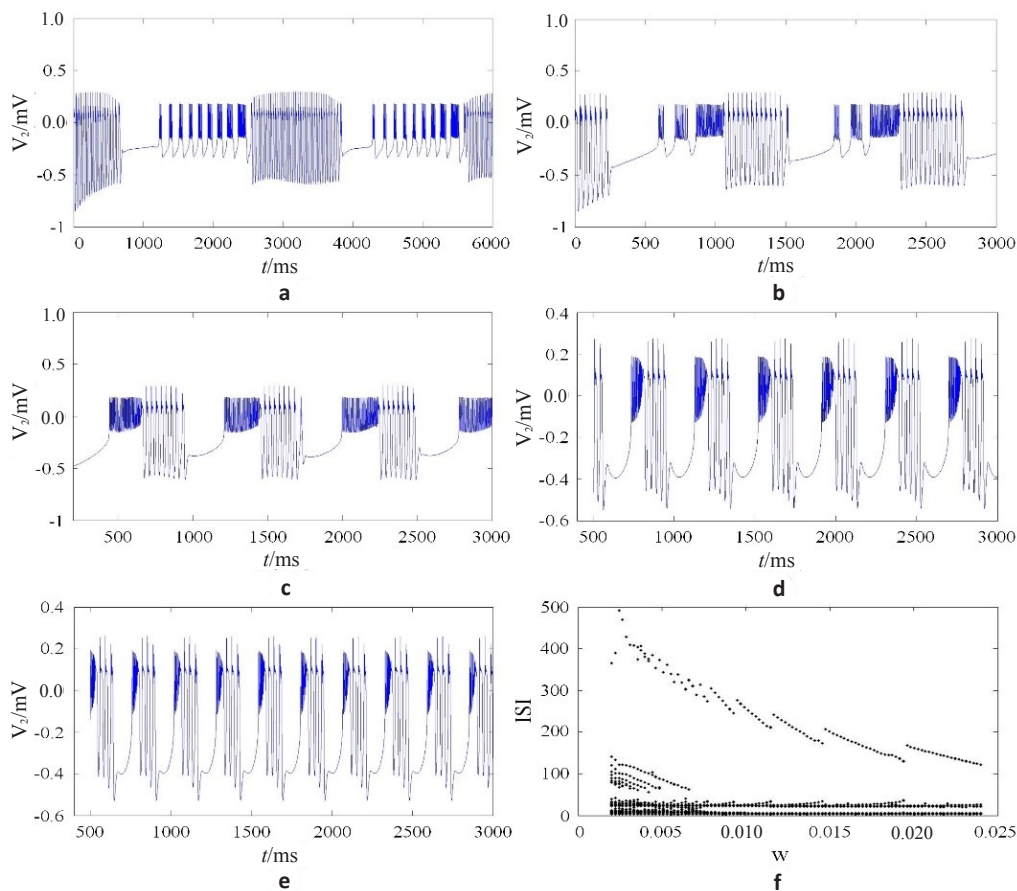 1.0
0.5
0.0
-0.5
-1
V₂/mV
0 1000 2000 3000 4000 5000 6000
t/ms
a
1.0
0.5
0.0
-0.5
-1
V₂/mV
0 500 1000 1500 2000 2500 3000
t/ms
b
1.0
0.5
0.0
-0.5
-1
V₂/mV
500 1000 1500 2000 2500 3000
t/ms
c
0.4
0.2
0.0
-0.2
-0.4
-0.6
V₂/mV
500 1000 1500 2000 2500 3000
t/ms
d
0.4
0.2
0.0
-0.2
-0.4
-0.6
V₂/mV
500 1000 1500 2000 2500 3000
t/ms
e
500
400
300
200
100
0
ISI
0 0.005 0.010 0.015 0.020 0.025
w
f